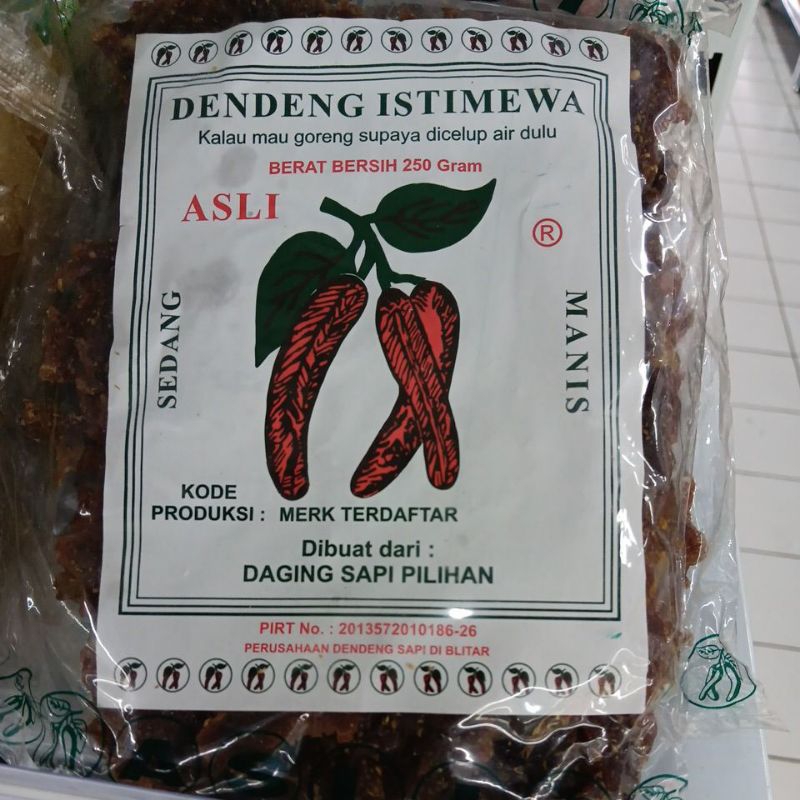 DENDENG ISTIMEWA
Kalau mau goreng supaya dicelup air dulu
BERAT BERSIH 250 Gram
ASLI
®
SEDANG
MANIS
KODE
PRODUKSI : MERK TERDAFTAR
Dibuat dari :
DAGING SAPI PILIHAN
PIRT No. : 2013572010186-26
PERUSAHAAN DENDENG SAPI DI BLITAR